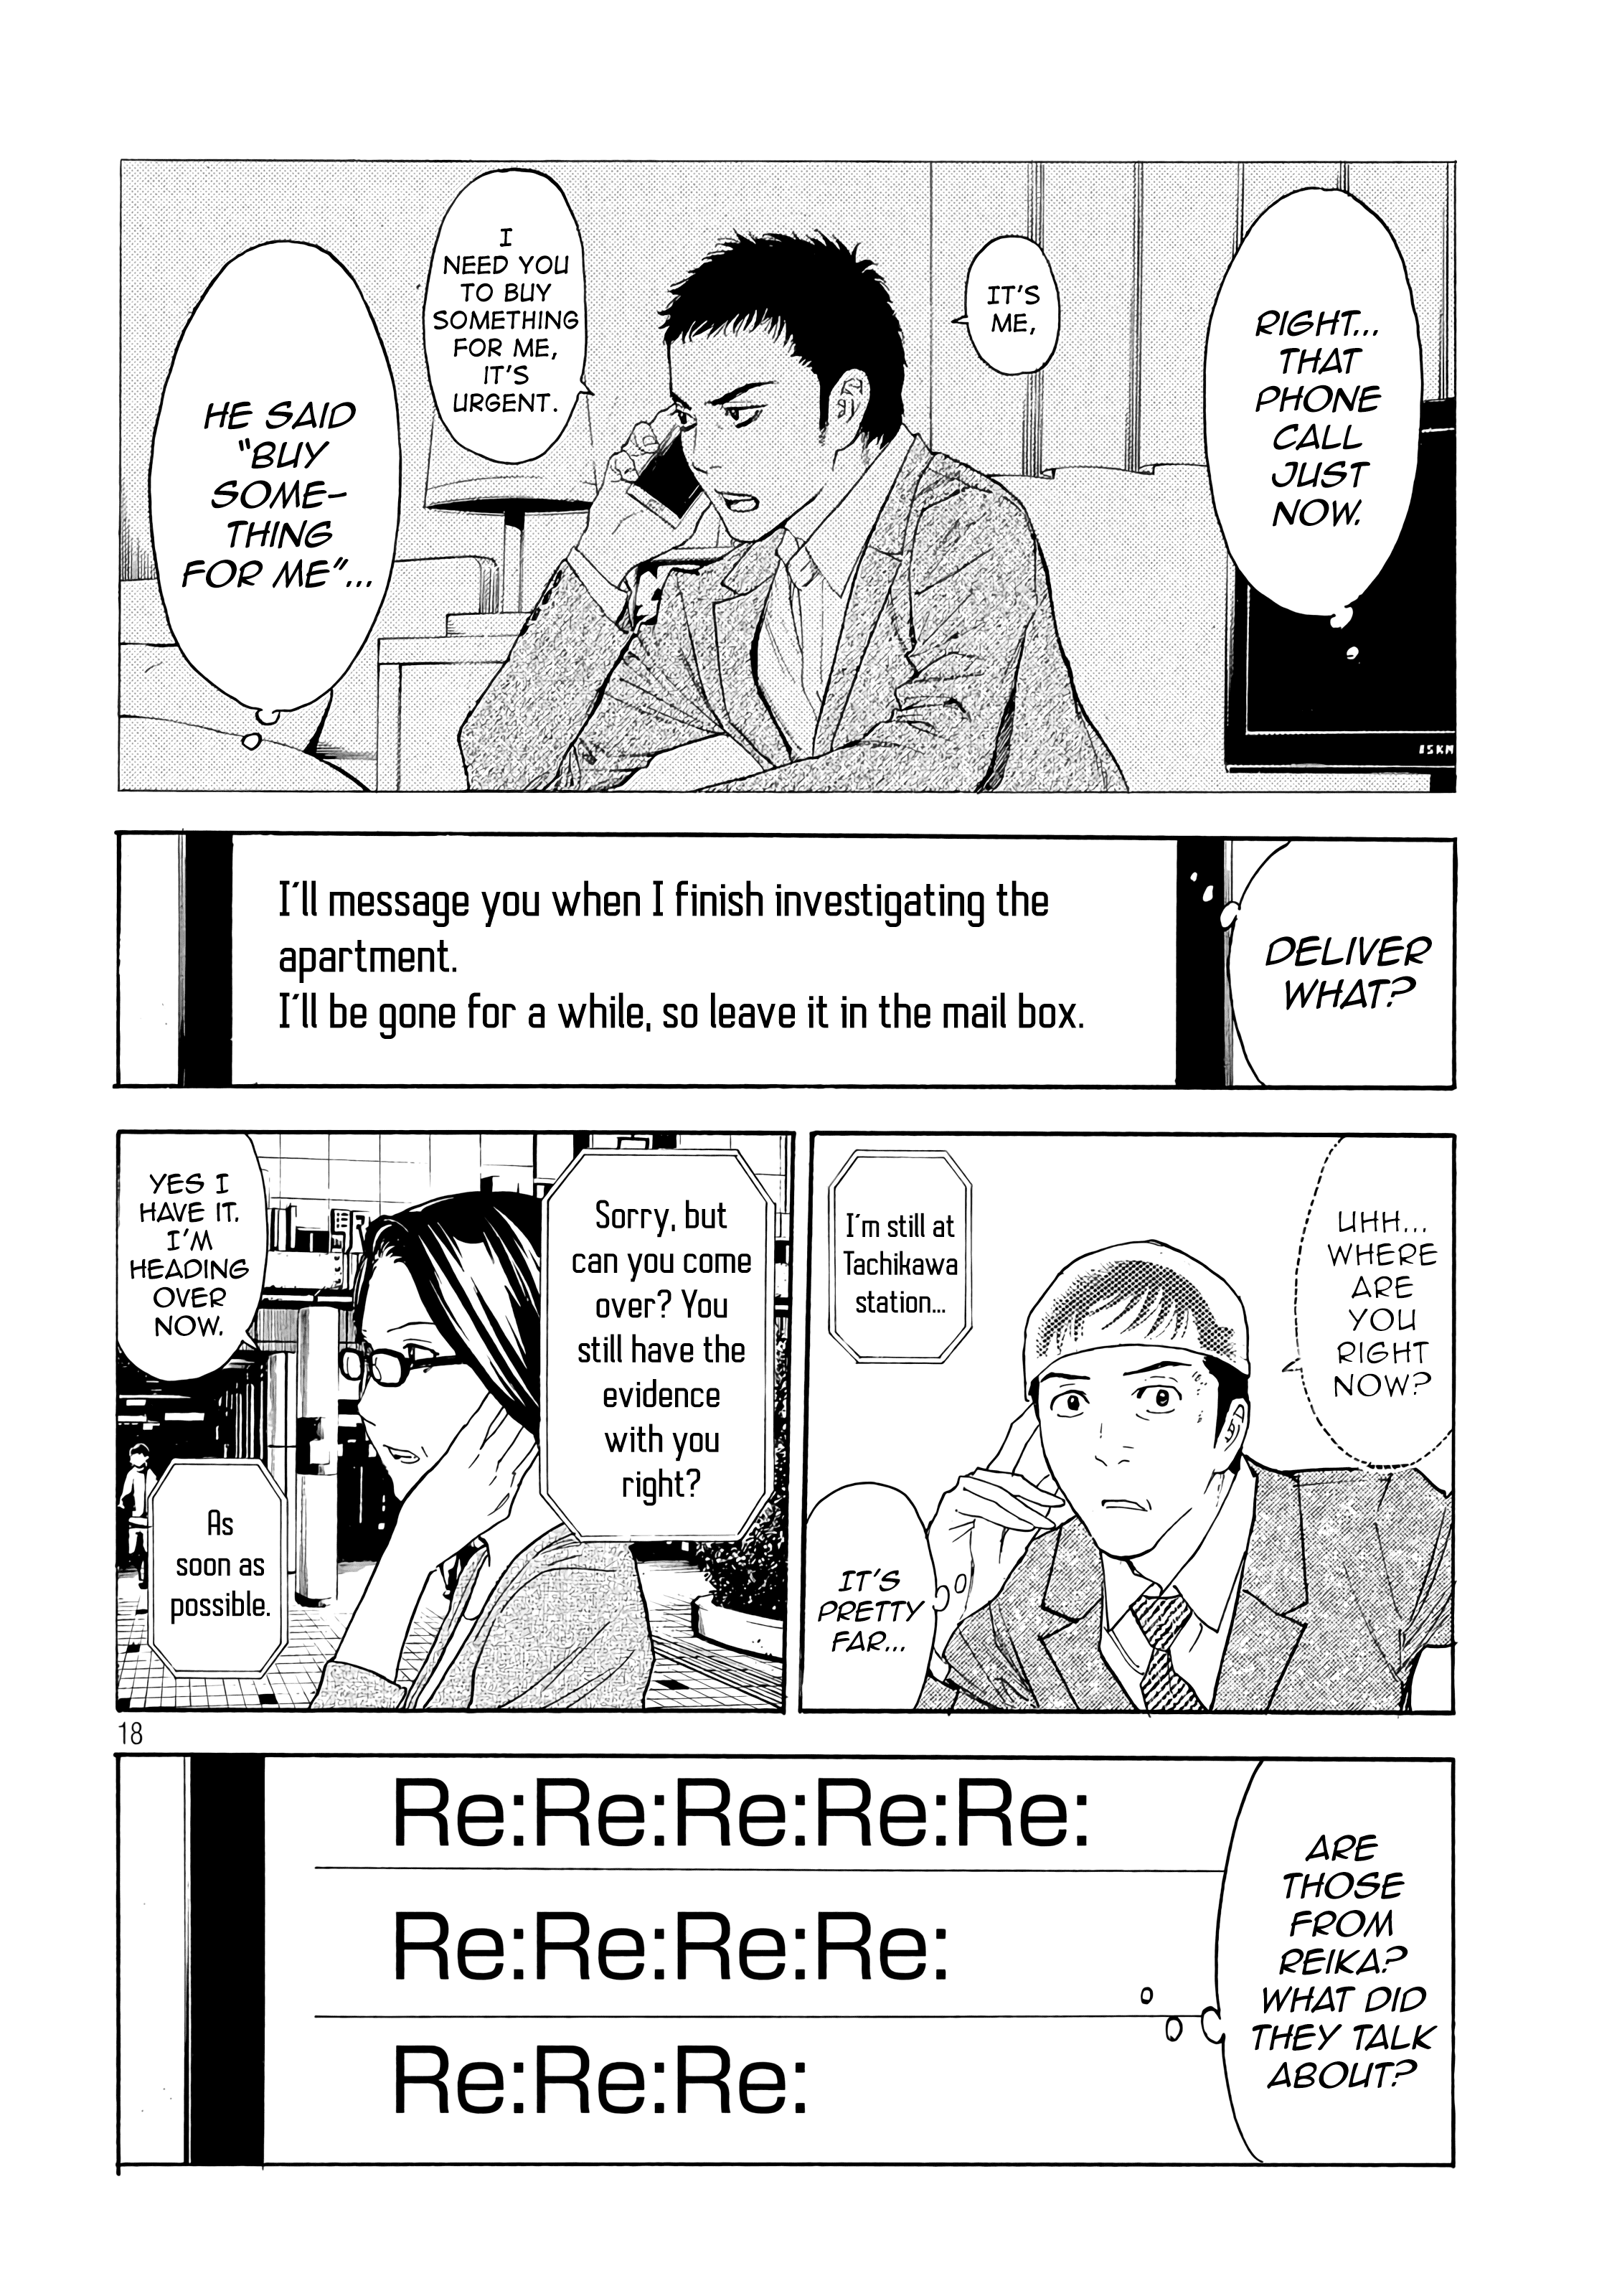 RIGHT...
THAT
PHONE
CALL
JUST
NOW.
IT'S
ME,
I
NEED YOU
TO BUY
SOMETHING
FOR ME,
IT'S
URGENT.
HE SAID
"BUY
SOME-
THING
FOR ME"...
ISKM
DELIVER
WHAT?
I'll message you when I finish investigating the
apartment.
I'll be gone for a while, so leave it in the mail box.
UHH...
WHERE
ARE
YOU
RIGHT
NOW?
I'm still at
Tachikawa
station...
IT'S
PRETTY
FAR...
Sorry, but
can you come
over? You
still have the
evidence
with you
right?
YES I
HAVE IT.
I'M
HEADING
OVER
NOW.
As
soon as
possible.
18
ARE
THOSE
FROM
REIKA?
WHAT DID
THEY TALK
ABOUT?
Re:Re:Re:Re:Re:
Re:Re:Re:Re:
Re:Re:Re: